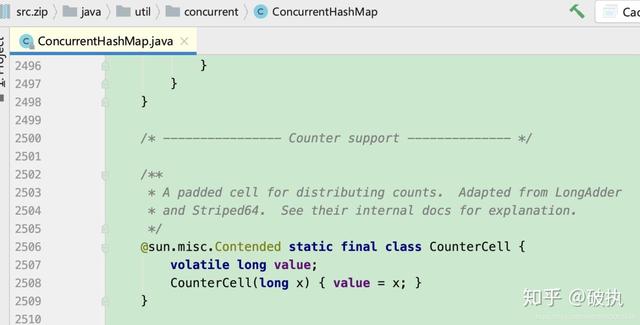 src.zip java util concurrent ConcurrentHashMap Cac
ConcurrentHashMap.java
Project
2496 }
2497 }
2498 }
2499
2500 /* ---------------- Counter support -------------- */
2501
2502 /**
2503 * A padded cell for distributing counts.  Adapted from LongAdder
2504 * and Striped64.  See their internal docs for explanation.
2505 */
2506 @sun.misc.Contended static final class CounterCell {
2507 volatile long value;
2508 CounterCell(long x) { value = x; }
2509 }
2510
知乎 @破执